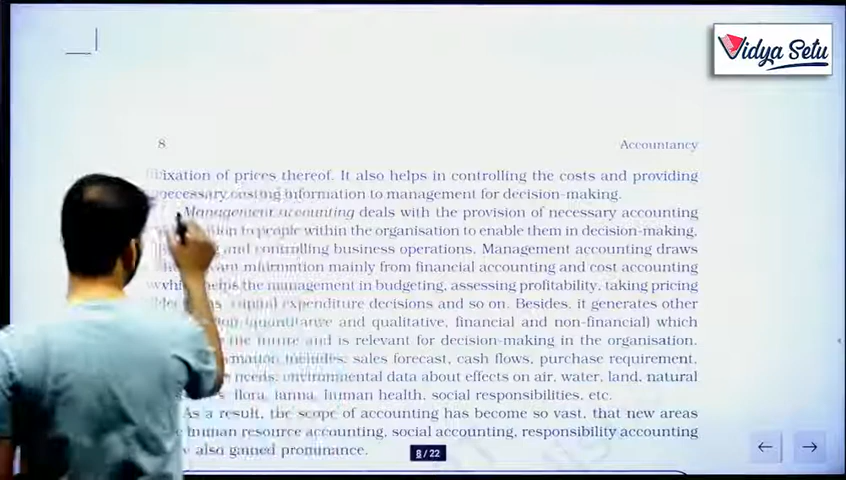 Vidya Setu
8
Accountancy
fixation of prices thereof. It also helps in controlling the costs and providing
necessary costing information to management for decision-making.
Management accounting deals with the provision of necessary accounting
to people within the organisation to enable them in decision-making,
and controlling business operations. Management accounting draws
information mainly from financial accounting and cost accounting
which helps the management in budgeting, assessing profitability, taking pricing
capital expenditure decisions and so on. Besides, it generates other
(quantitative and qualitative, financial and non-financial) which
the future and is relevant for decision-making in the organisation.
includes: sales forecast, cash flows, purchase requirement,
needs, environmental data about effects on air, water, land, natural
flora, fauna, human health, social responsibilities, etc.
As a result, the scope of accounting has become so vast, that new areas
human resource accounting, social accounting, responsibility accounting
also gained prominance.
8 / 22